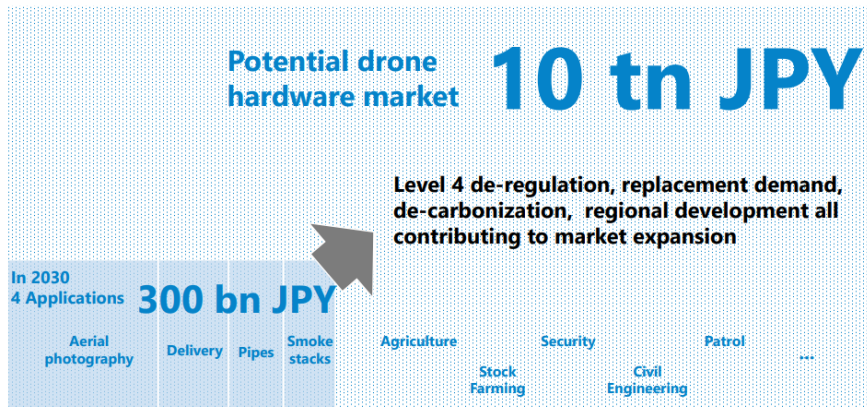 Potential drone
hardware market
10 tn JPY
Level 4 de-regulation, replacement demand,
de-carbonization, regional development all
contributing to market expansion
In 2030
4 Applications
300 bn JPY
Aerial
photography
Delivery
Pipes
Smoke
stacks
Agriculture
Stock
Farming
Security
Civil
Engineering
Patrol
...